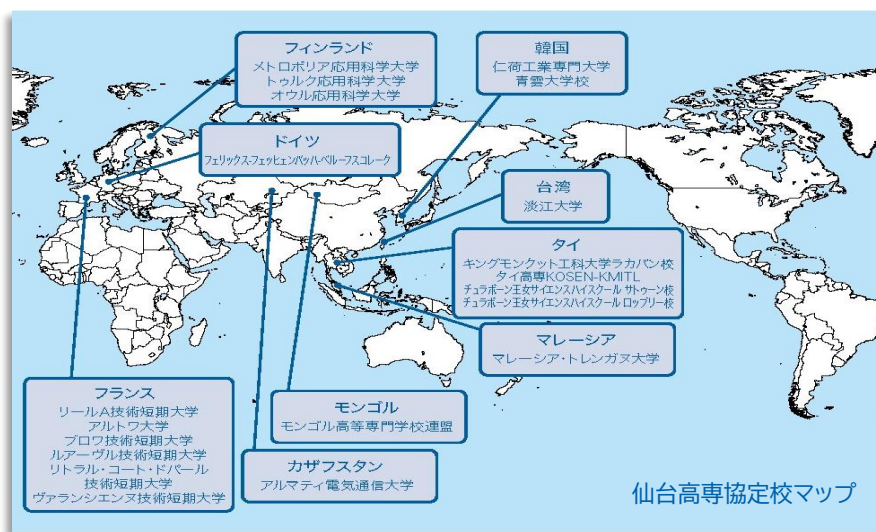 フィンランド
メトロポリア応用科学大学
トゥルク応用科学大学
オウル応用科学大学
韓国
仁荷工業専門大学
青雲大学校
ドイツ
フェリックス・フェッヒェンバッハ・ベルーフスコレーク
台湾
淡江大学
タイ
キングモンクット工科大学ラカバン校
タイ高専KOSEN-KMITL
チュラボーン王女サイエンスハイスクール サトゥーン校
チュラボーン王女サイエンスハイスクール ロッブリー校
マレーシア
マレーシア・トレンガヌ大学
フランス
リールA技術短期大学
アルトワ大学
ブロワ技術短期大学
ルアーヴル技術短期大学
リトラル・コート・ドパール
技術短期大学
ヴァランシエンヌ技術短期大学
モンゴル
モンゴル高等専門学校連盟
カザフスタン
アルマティ電気通信大学
仙台高専協定校マップ